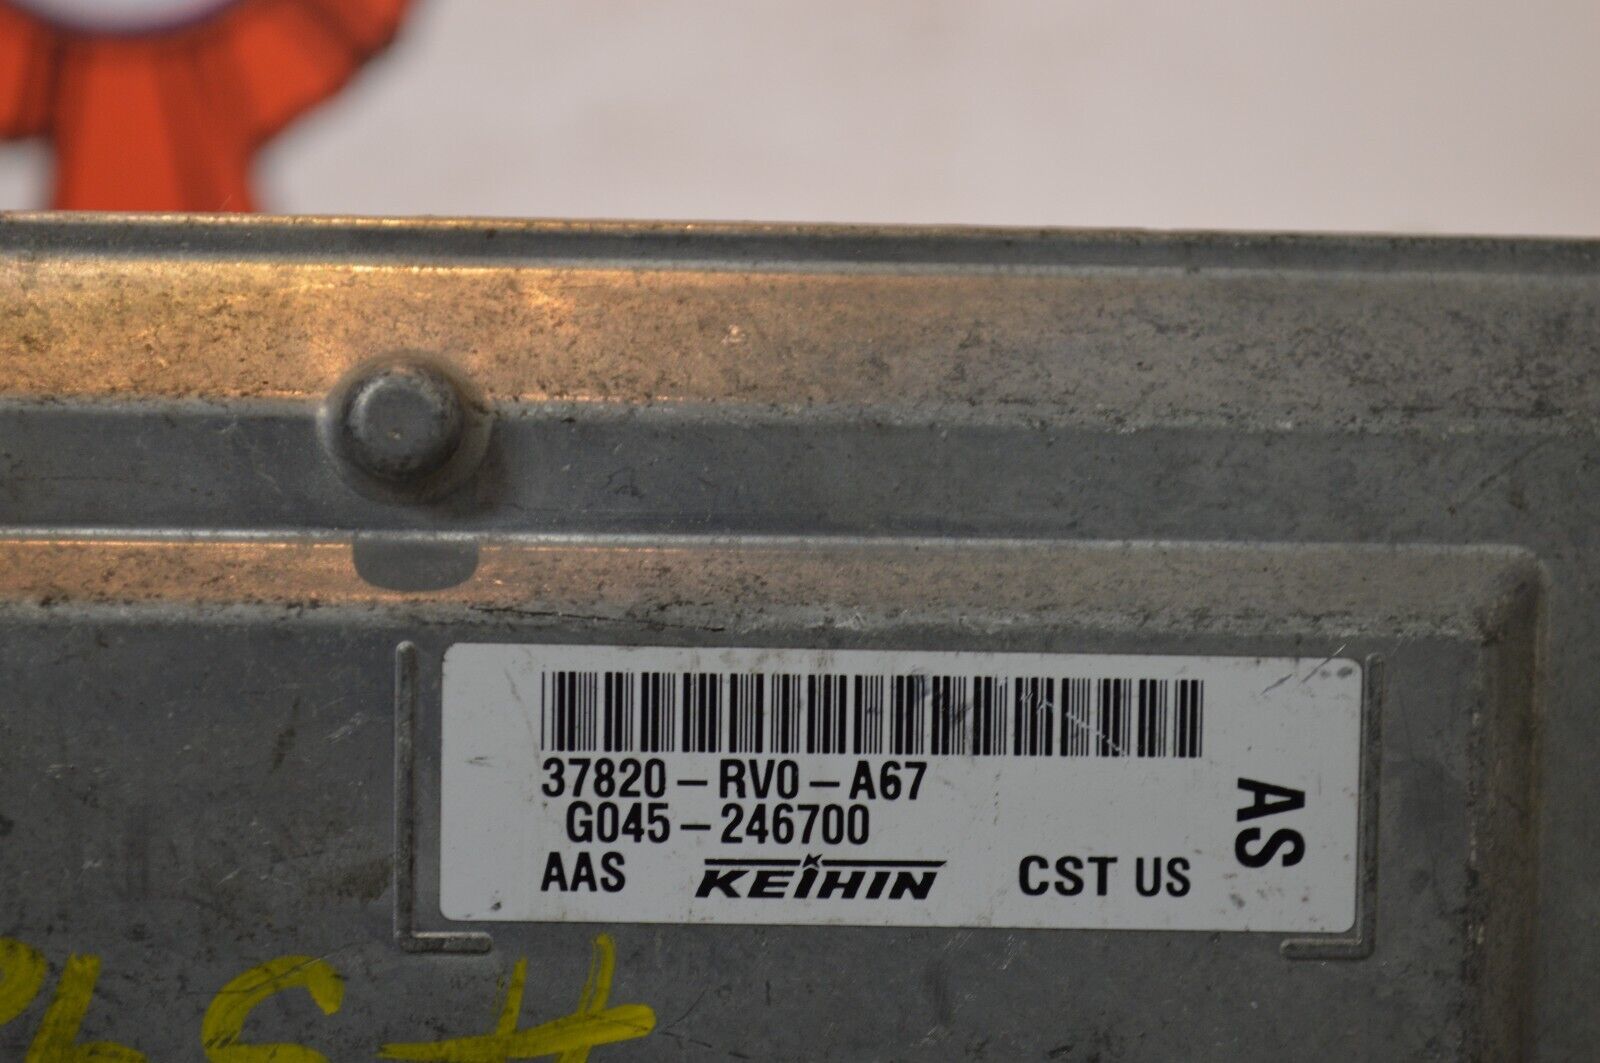 37820-RV0-A67
G045-246700
AAS KEIHIN CST US
AS